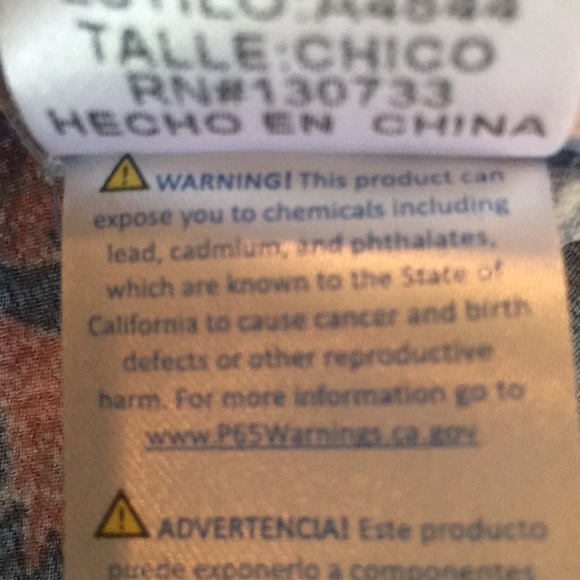 ESTILO:A4844
TALLE:CHICO
RN#130733
HECHO EN CHINA
WARNING! This product can
expose you to chemicals including
lead, cadmium, and phthalates,
which are known to the State of
California to cause cancer and birth
defects or other reproductive
harm. For more information go to
www.P65Warnings.ca.gov
ADVERTENCIA! Este producto
puede exponerlo a componentes